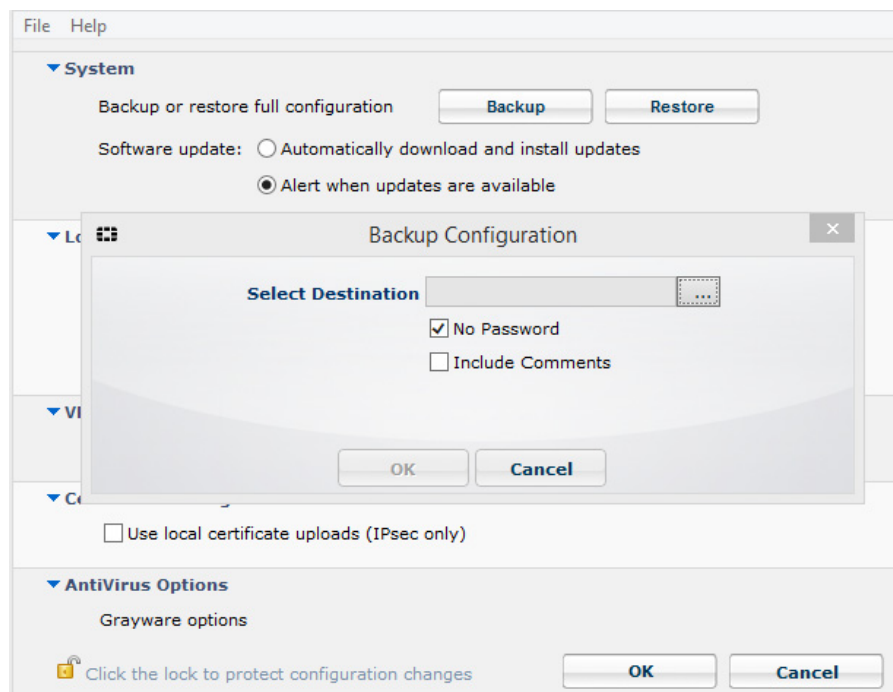 File Help
System
Backup or restore full configuration Backup Restore
Software update: Automatically download and install updates
Alert when updates are available
Backup Configuration
Select Destination ...
No Password
Include Comments
OK Cancel
Use local certificate uploads (IPsec only)
AntiVirus Options
Grayware options
Click the lock to protect configuration changes OK Cancel